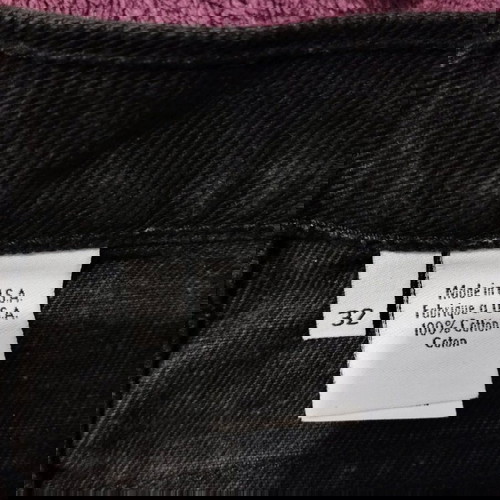 32
Made in U.S.A.
Fabriqué a U.S.A.
100% Cotton
Coton